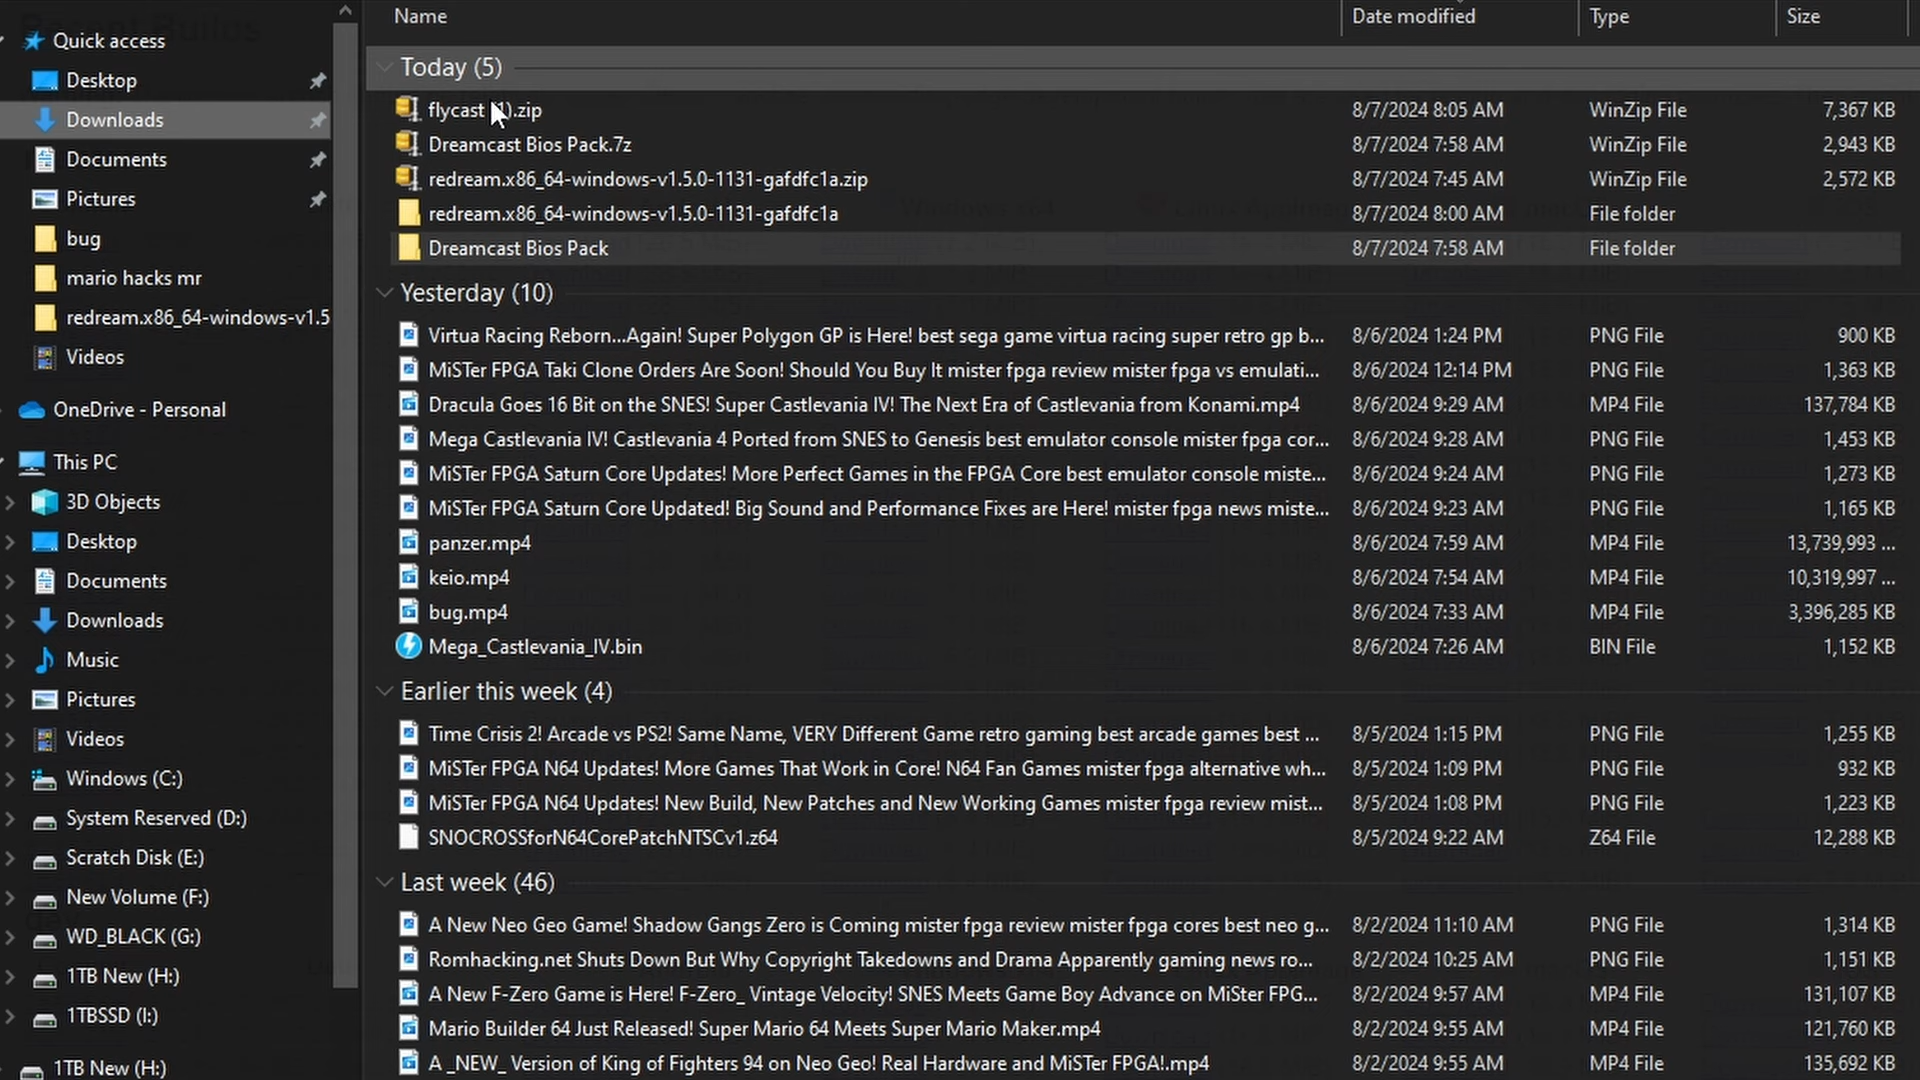 Name Date modified Type Size
Quick access
Desktop
Downloads
Documents
Pictures
bug
mario hacks mr
redream.x86_64-windows-v1.5
Videos
OneDrive - Personal
This PC
3D Objects
Desktop
Documents
Downloads
Music
Pictures
Videos
Windows (C:)
System Reserved (D:)
Scratch Disk (E:)
New Volume (F:)
WD_BLACK (G:)
1TB New (H:)
1TBSSD (I:)
1TB New (H:)
Today (5)
flycast (1).zip 8/7/2024 8:05 AM WinZip File 7,367 KB
Dreamcast Bios Pack.7z 8/7/2024 7:58 AM WinZip File 2,943 KB
redream.x86_64-windows-v1.5.0-1131-gafdfc1a.zip 8/7/2024 7:45 AM WinZip File 2,572 KB
redream.x86_64-windows-v1.5.0-1131-gafdfc1a 8/7/2024 8:00 AM File folder
Dreamcast Bios Pack 8/7/2024 7:58 AM File folder
Yesterday (10)
Virtua Racing Reborn...Again! Super Polygon GP is Here! best sega game virtua racing super retro gp b... 8/6/2024 1:24 PM PNG File 900 KB
MiSTer FPGA Taki Clone Orders Are Soon! Should You Buy It mister fpga review mister fpga vs emulati... 8/6/2024 12:14 PM PNG File 1,363 KB
Dracula Goes 16 Bit on the SNES! Super Castlevania IV! The Next Era of Castlevania from Konami.mp4 8/6/2024 9:29 AM MP4 File 137,784 KB
Mega Castlevania IV! Castlevania 4 Ported from SNES to Genesis best emulator console mister fpga cor... 8/6/2024 9:28 AM PNG File 1,453 KB
MiSTer FPGA Saturn Core Updates! More Perfect Games in the FPGA Core best emulator console miste... 8/6/2024 9:24 AM PNG File 1,273 KB
MiSTer FPGA Saturn Core Updated! Big Sound and Performance Fixes are Here! mister fpga news miste... 8/6/2024 9:23 AM PNG File 1,165 KB
panzer.mp4 8/6/2024 7:59 AM MP4 File 13,739,993 ...
keio.mp4 8/6/2024 7:54 AM MP4 File 10,319,997 ...
bug.mp4 8/6/2024 7:33 AM MP4 File 3,396,285 KB
Mega_Castlevania_IV.bin 8/6/2024 7:26 AM BIN File 1,152 KB
Earlier this week (4)
Time Crisis 2! Arcade vs PS2! Same Name, VERY Different Game retro gaming best arcade games best ... 8/5/2024 1:15 PM PNG File 1,255 KB
MiSTer FPGA N64 Updates! More Games That Work in Core! N64 Fan Games mister fpga alternative wh... 8/5/2024 1:09 PM PNG File 932 KB
MiSTer FPGA N64 Updates! New Build, New Patches and New Working Games mister fpga review mist... 8/5/2024 1:08 PM PNG File 1,223 KB
SNOCROSSforN64CorePatchNTSCv1.z64 8/5/2024 9:22 AM Z64 File 12,288 KB
Last week (46)
A New Neo Geo Game! Shadow Gangs Zero is Coming mister fpga review mister fpga cores best neo g... 8/2/2024 11:10 AM PNG File 1,314 KB
Romhacking.net Shuts Down But Why Copyright Takedowns and Drama Apparently gaming news ro... 8/2/2024 10:25 AM PNG File 1,151 KB
A New F-Zero Game is Here! F-Zero_ Vintage Velocity! SNES Meets Game Boy Advance on MiSter FPG... 8/2/2024 9:57 AM MP4 File 131,107 KB
Mario Builder 64 Just Released! Super Mario 64 Meets Super Mario Maker.mp4 8/2/2024 9:55 AM MP4 File 121,760 KB
A _NEW_ Version of King of Fighters 94 on Neo Geo! Real Hardware and MiSTer FPGA!.mp4 8/2/2024 9:55 AM MP4 File 135,692 KB